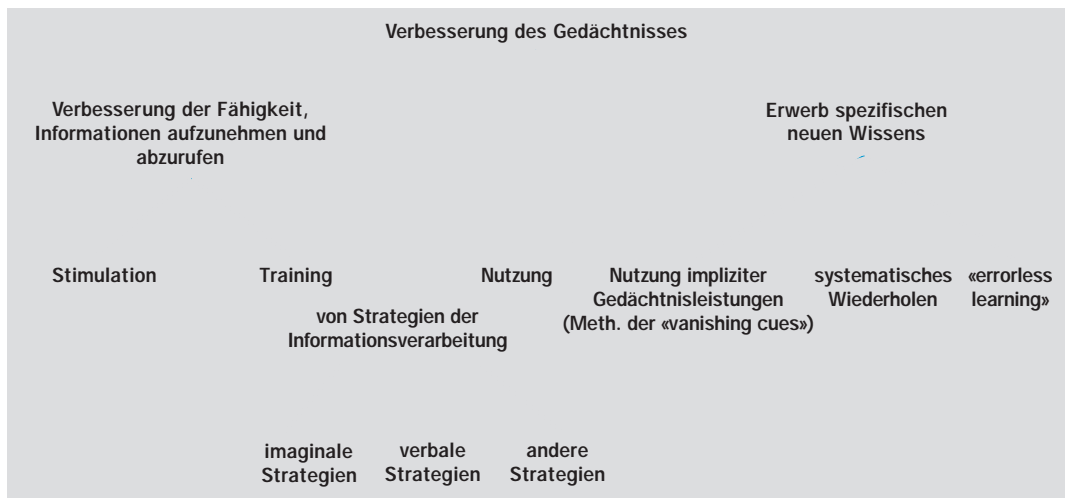 Verbesserung des Gedächtnisses
Verbesserung der Fähigkeit,
Informationen aufzunehmen und
abzurufen
Erwerb spezifischen
neuen Wissens
Stimulation
Training
Nutzung
von Strategien der
Informationsverarbeitung
Nutzung impliziter
Gedächtnisleistungen
(Meth. der «vanishing cues»)
systematisches
Wiederholen
«errorless
learning»
imaginale
Strategien
verbale
Strategien
andere
Strategien